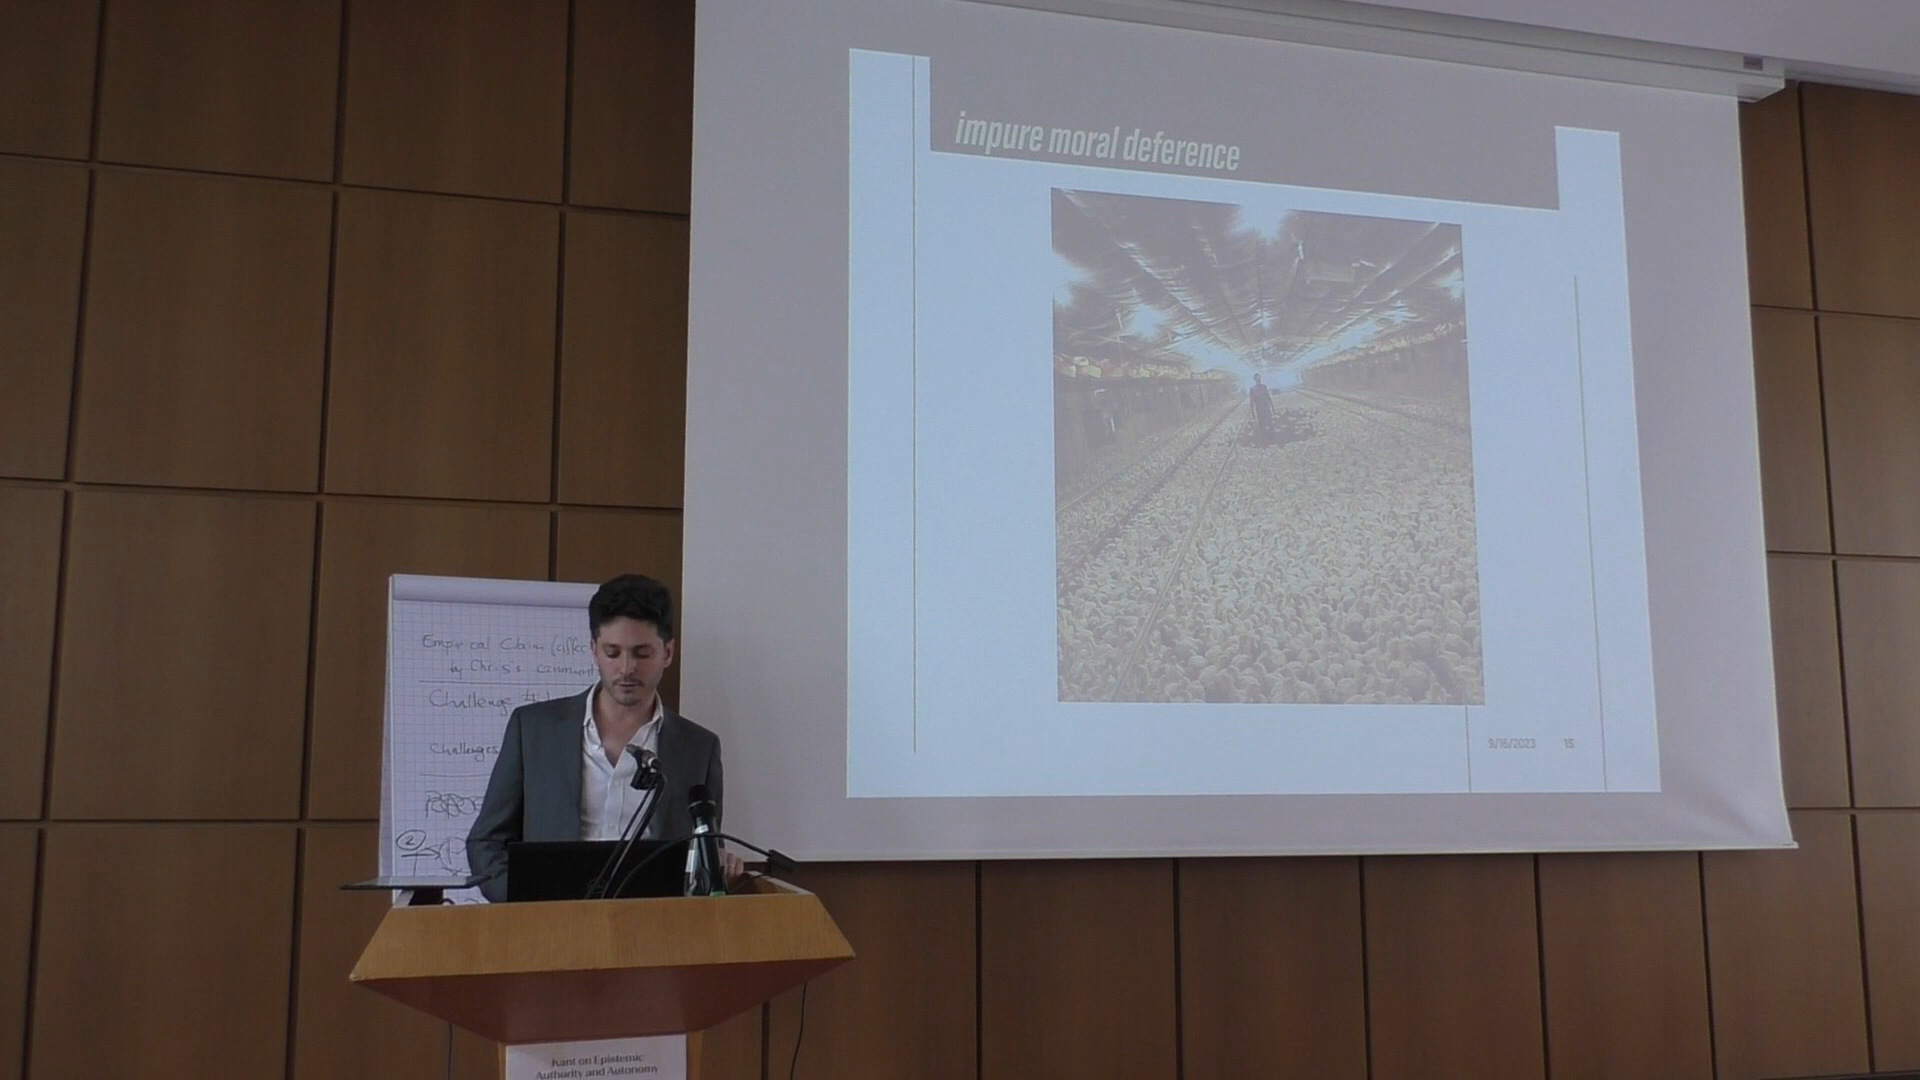 impure moral deference
9/16/2023 15
Empirical Claim (affec
by Chris's comment
Challenge
Challenges
2
Kant on Epistemic
Authority and Autonomy